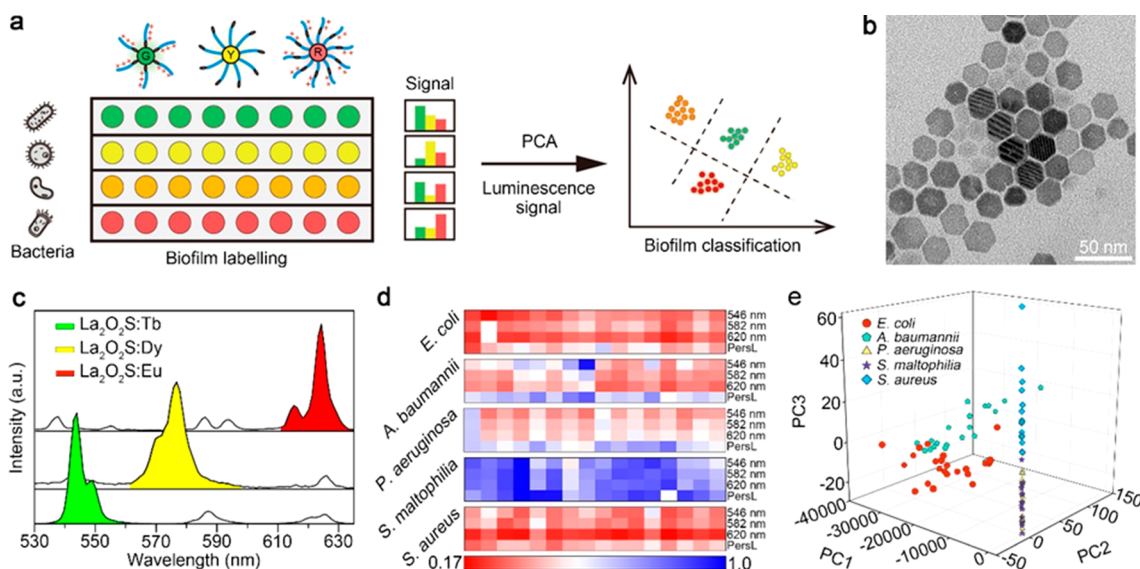 a
G
Y
R
Signal
Bacteria
Biofilm labelling
PCA
Luminescence
signal
Biofilm classification
b
50 nm
c
La₂O₂S:Tb
La₂O₂S:Dy
La₂O₂S:Eu
Intensity (a.u.)
530 550 570 590 610 630
Wavelength (nm)
d
E. coli
546 nm
582 nm
620 nm
PersL
A. baumannii
546 nm
582 nm
620 nm
PersL
P. aeruginosa
546 nm
582 nm
620 nm
PersL
S. maltophilia
546 nm
582 nm
620 nm
PersL
S. aureus
546 nm
582 nm
620 nm
PersL
0.17 1.0
e
E. coli
A. baumannii
P. aeruginosa
S. maltophilia
S. aureus
60
40
20
0
-20
PC3
-40000
-30000
-20000
-10000
0
PC1
-50
0
50
100
150
PC2